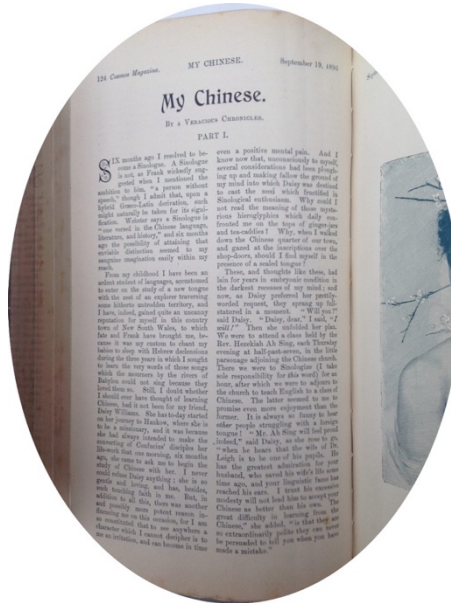 124 Cosmos Magazine. MY CHINESE. September 19, 1895
My Chinese.
BY A VERACIOUS CHRONICLER.
PART I.
SIX months ago I resolved to be-
come a Sinologue. A Sinologue
is not, as Frank wickedly sug-
gested when I mentioned the
ambition to him, "a person without
speech," though I admit that, upon a
hybrid Græco-Latin derivation, such
might naturally be taken for its signi-
fication. Webster says a Sinologue is
"one versed in the Chinese language,
literature, and history," and six months
ago the possibility of attaining that
enviable distinction seemed to my
sanguine imagination easily within my
reach.
From my childhood I have been an
ardent student of languages, accustomed
to enter on the study of a new tongue
with the zest of an explorer traversing
some hitherto untrodden territory, and
I have, indeed, gained quite an uncanny
reputation for myself in this country
town of New South Wales, to which
fate and Frank have brought me, be-
cause it was my custom to chant my
babies to sleep with Hebrew declensions
during the three years in which I sought
to learn the very words of those songs
which the mourners by the rivers of
Babylon could not sing because they
loved them so. Still, I doubt whether
I should ever have thought of learning
Chinese, had it not been for my friend,
Daisy Williams. She has to-day started
on her journey to Hankow, where she is
to be a missionary, and it was because
she had always intended to make the
converting of Confucius' disciples her
life-work that one morning, six months
ago, she came to ask me to begin the
study of Chinese with her. I never
could refuse Daisy anything; she is so
gentle and loving, and has, besides,
such touching faith in me. But, in
addition to all this, there was another
and possibly more potent reason in-
fluencing me on this occasion, for I am
so constituted that to see anywhere a
character which I cannot decipher is to
me an irritation, and can become in time
even a positive mental pain. And I
know now that, unconsciously to myself,
several considerations had been plough-
ing up and making fallow the ground of
my mind into which Daisy was destined
to cast the seed which fructified in
Sinological enthusiasm. Why could I
not read the meaning of those myste-
rious hieroglyphics which daily con-
fronted me on the tops of ginger-jars
and tea-caddies? Why, when I walked
down the Chinese quarter of our town,
and gazed at the inscriptions over the
shop-doors, should I find myself in the
presence of a sealed tongue?
These, and thoughts like these, had
lain for years in embryonic condition in
the darkest recesses of my mind; and
now, as Daisy preferred her gently-
worded request, they sprang up full-
statured in a moment. "Will you?"
said Daisy. "Daisy, dear," I said, "I
will!" Then she unfolded her plan.
We were to attend a class held by the
Rev. Hezekiah Ah Sing, each Thursday
evening at half-past-seven, in the little
parsonage adjoining the Chinese church.
There we were to Sinologize (I take
sole responsibility for this word) for an
hour, after which we were to adjourn to
the church to teach English to a class of
Chinese. The latter seemed to me to
promise even more enjoyment than the
former. It is always so funny to hear
other people struggling with a foreign
tongue! "Mr. Ah Sing will feel proud
indeed," said Daisy, as she rose to go,
"when he hears that the wife of Dr.
Leigh is to be one of his pupils. He
has the greatest admiration for your
husband, who saved his wife's life some
time ago, and your linguistic fame has
reached his ears. I trust his excessive
modesty will not lead him to accept your
Chinese as better than his own. The
great difficulty in learning from the
Chinese," she added, "is that they are
so extraordinarily polite they can never
be persuaded to tell you when you have
made a mistake."